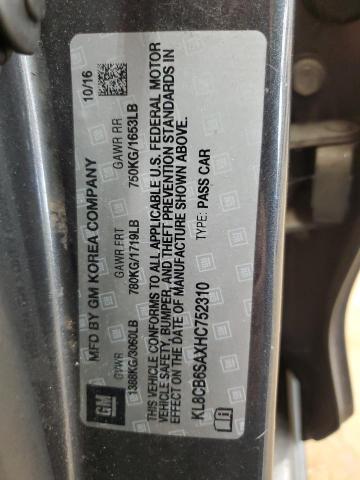 MFD BY GM KOREA COMPANY 10/16
GVWR GAWR FRT GAWR RR
1388KG/3060LB 780KG/1719LB 750KG/1653LB
THIS VEHICLE CONFORMS TO ALL APPLICABLE U.S. FEDERAL MOTOR
VEHICLE SAFETY, BUMPER, AND THEFT PREVENTION STANDARDS IN
EFFECT ON THE DATE OF MANUFACTURE SHOWN ABOVE.
KL8CB6SAXHC752310 TYPE: PASS CAR
GM